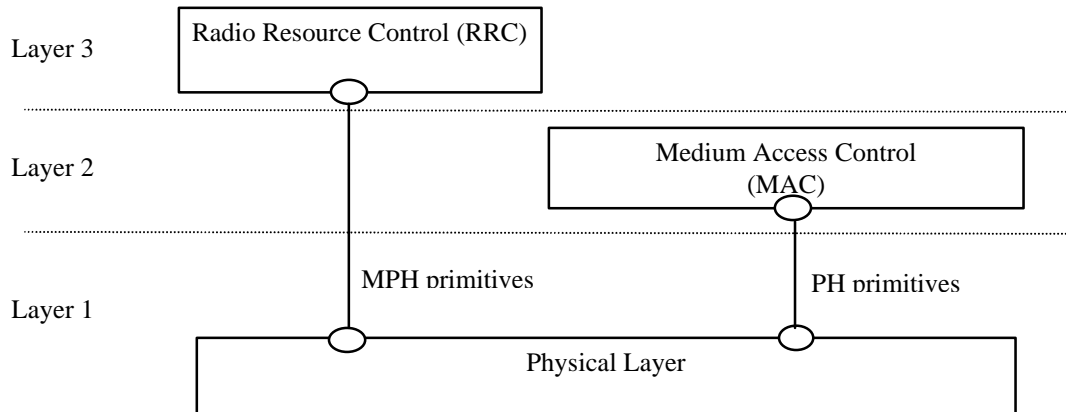 Radio Resource Control (RRC)
Layer 3
Medium Access Control
Layer 2
(MAC)
MPH primitives
PH primitives
Layer 1
Physical Layer